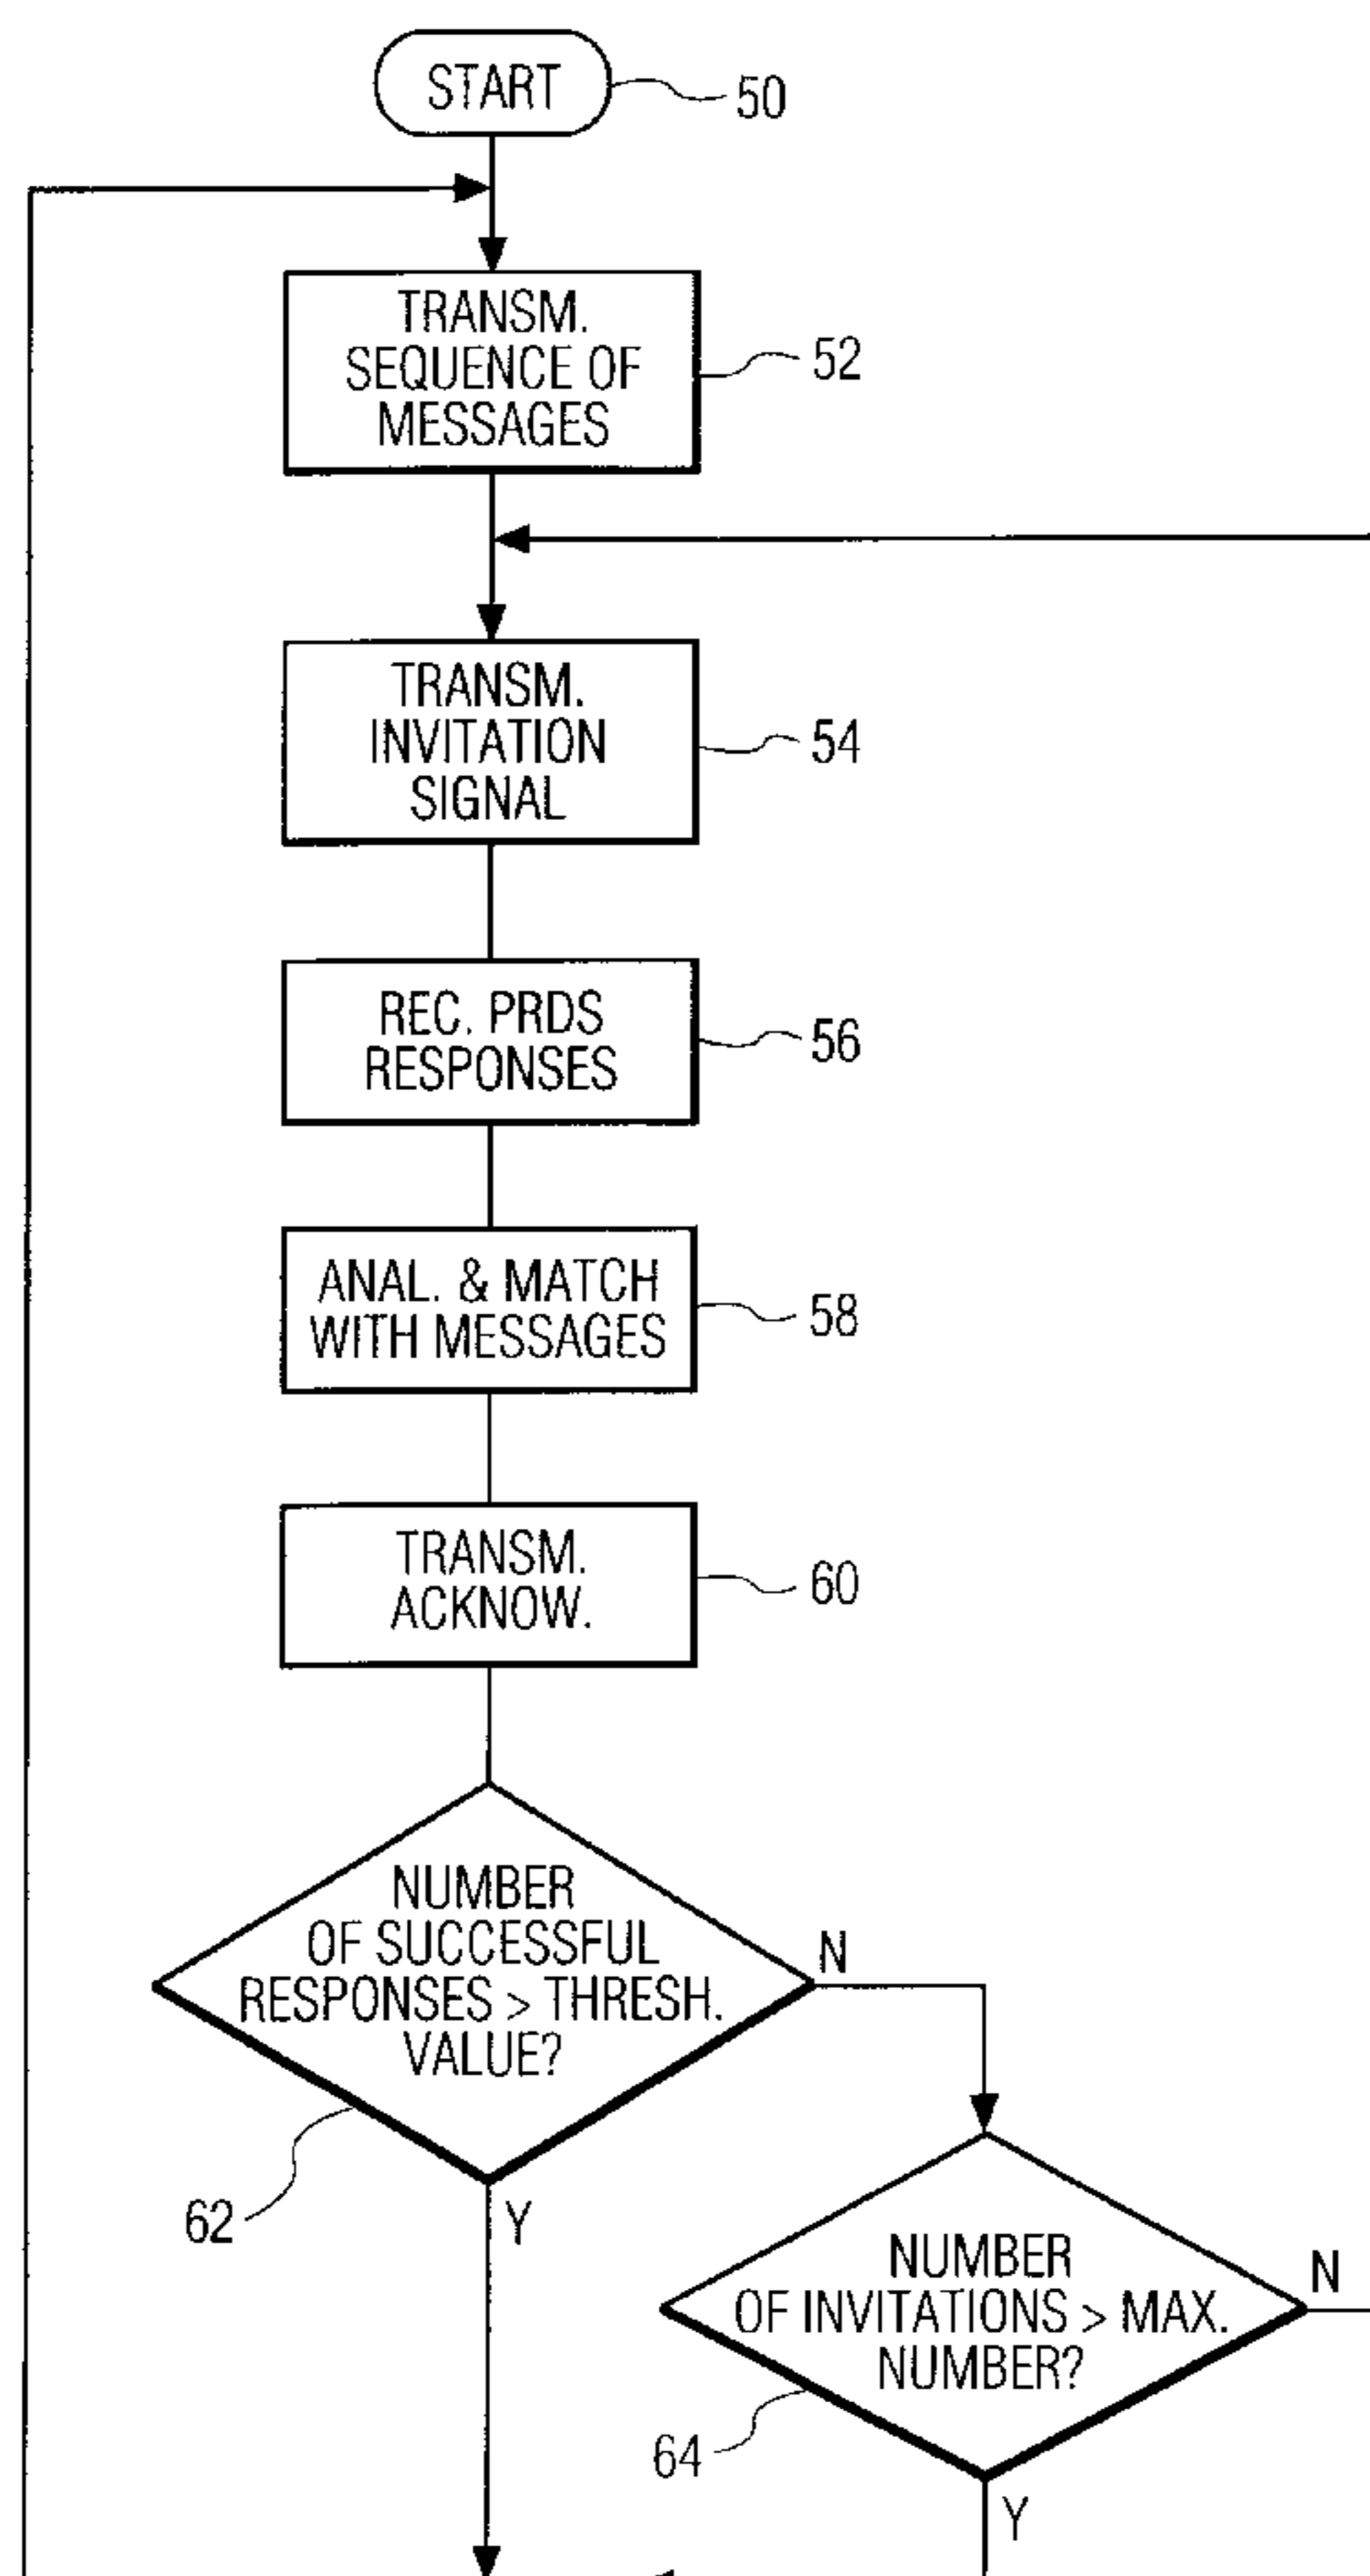 START
50
TRANSM.
SEQUENCE OF
MESSAGES
52
TRANSM.
INVITATION
SIGNAL
54
REC. PRDS
RESPONSES
56
ANAL. & MATCH
WITH MESSAGES
58
TRANSM.
ACKNOW.
60
NUMBER
OF SUCCESSFUL
RESPONSES > THRESH.
VALUE?
N
62
Y
NUMBER
OF INVITATIONS > MAX.
NUMBER?
N
64
Y